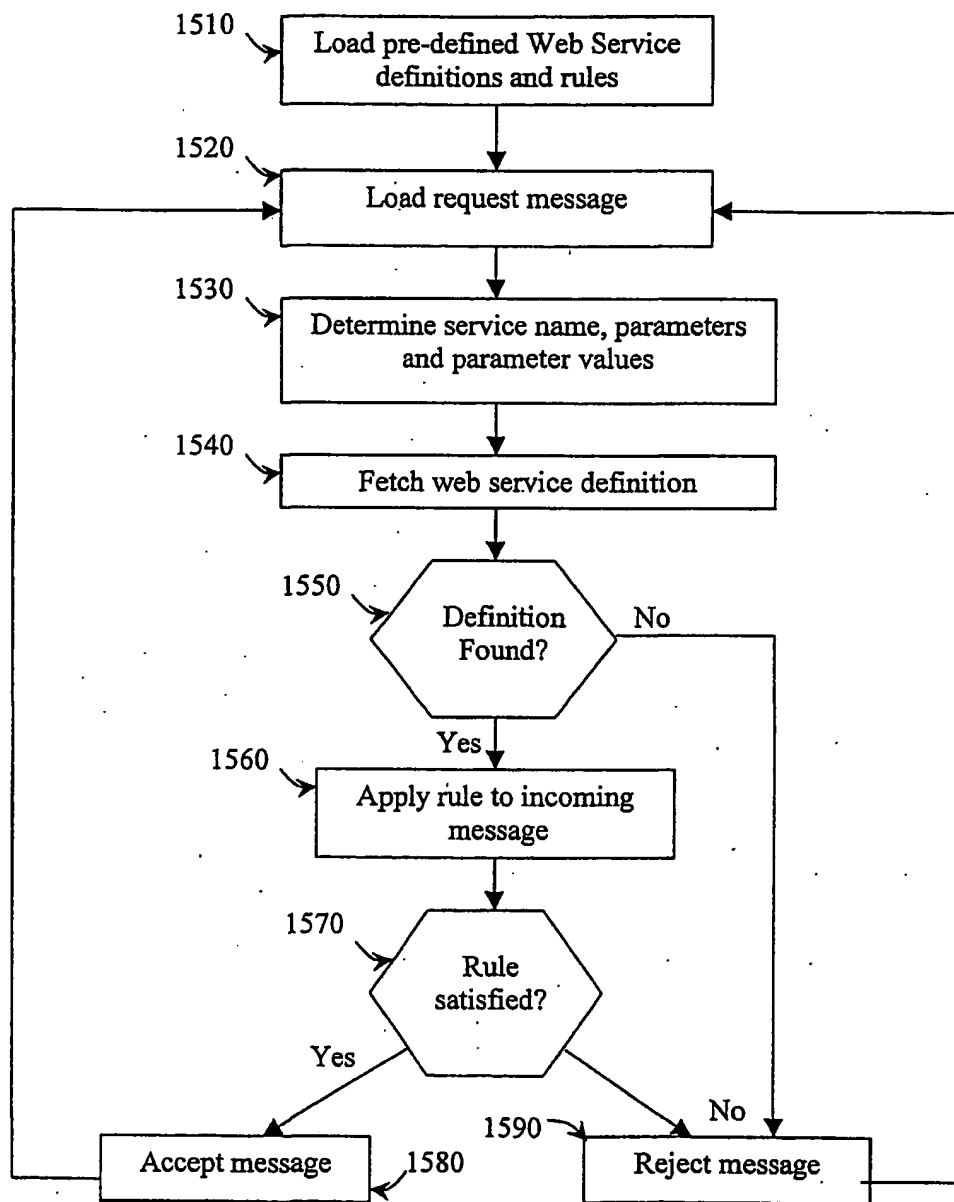 1510
Load pre-defined Web Service
definitions and rules
1520
Load request message
1530
Determine service name, parameters
and parameter values
1540
Fetch web service definition
1550
Definition
Found?
No
Yes
1560
Apply rule to incoming
message
1570
Rule
satisfied?
Yes
No
1590
Accept message
1580
Reject message